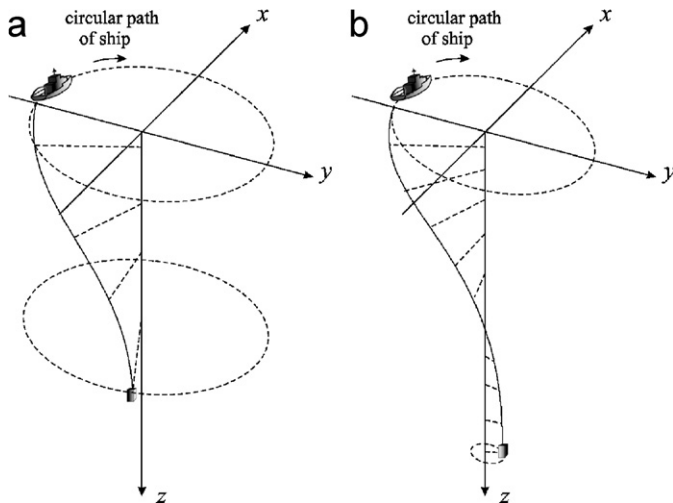 a
circular path
of ship
x
y
z
b
circular path
of ship
x
y
z